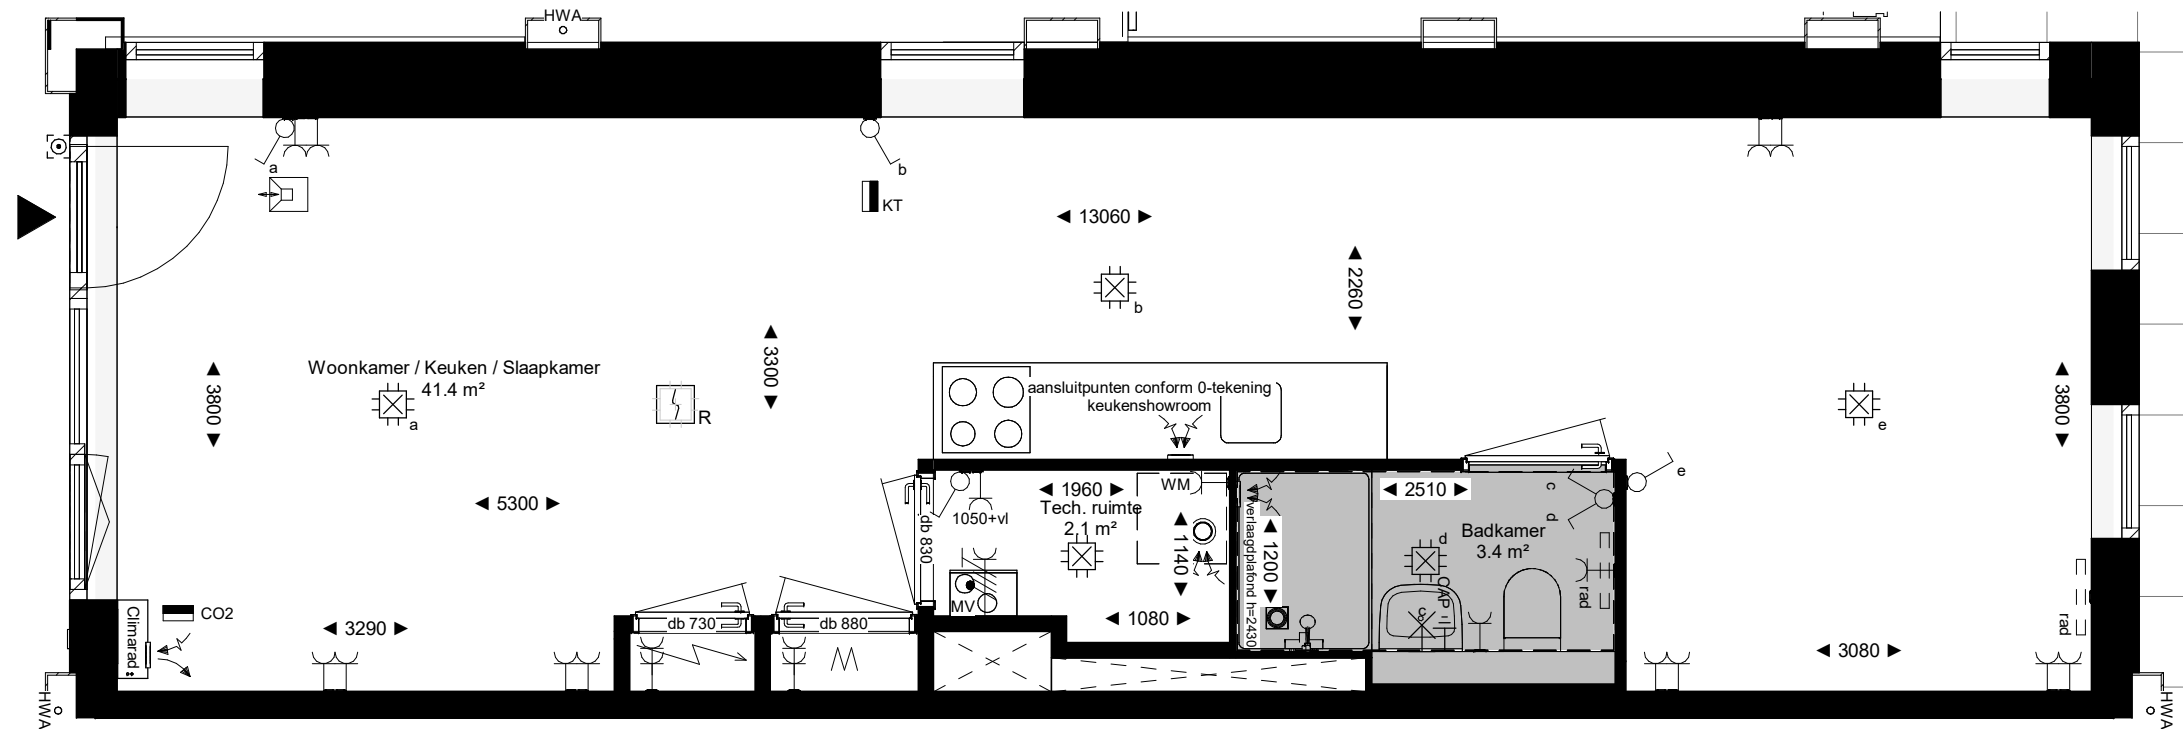 HWA
a
b
KT
13060
2260
b
3300
Woonkamer / Keuken / Slaapkamer
41.4 m²
a
R
3800
aansluitpunten conform 0-tekening
keukenshowroom
3800
e
5300
db 830
1050+vl
1960
Tech. ruimte
2.1 m²
WM
1140
MV
1080
verlaagdplafond h=2430
1200
2510
c
d
e
Badkamer
3.4 m²
d
CAP
c
rad
Climarad
CO2
3290
db 730
db 880
3080
rad
HWA
HWA